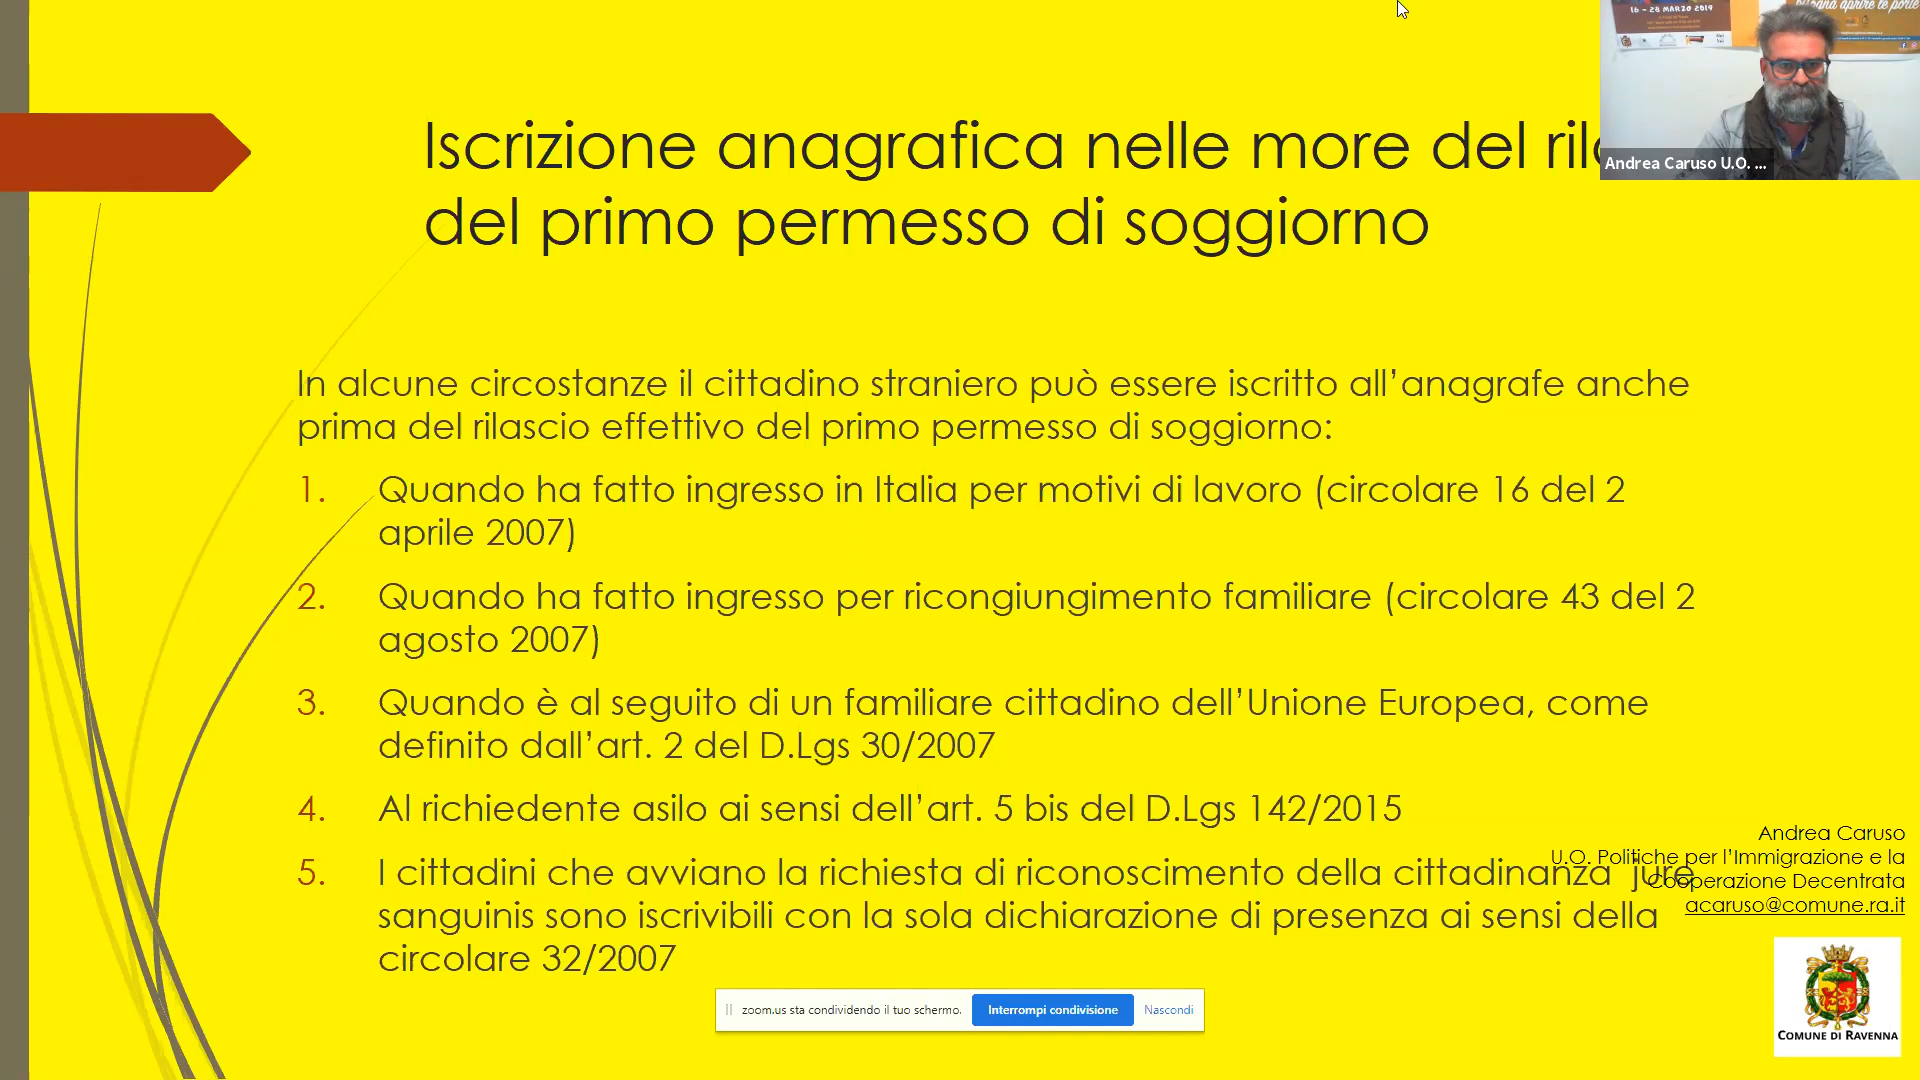 16 - 28 MARZO 2019
bisogna aprire le porte
Andrea Caruso U.O. ...
Iscrizione anagrafica nelle more del
del primo permesso di soggiorno
In alcune circostanze il cittadino straniero può essere iscritto all’anagrafe anche
prima del rilascio effettivo del primo permesso di soggiorno:
1. Quando ha fatto ingresso in Italia per motivi di lavoro (circolare 16 del 2
aprile 2007)
2. Quando ha fatto ingresso per ricongiungimento familiare (circolare 43 del 2
agosto 2007)
3. Quando è al seguito di un familiare cittadino dell’Unione Europea, come
definito dall’art. 2 del D.Lgs 30/2007
4. Al richiedente asilo ai sensi dell’art. 5 bis del D.Lgs 142/2015
5. I cittadini che avviano la richiesta di riconoscimento della cittadinanza jure
sanguinis sono iscrivibili con la sola dichiarazione di presenza ai sensi della
circolare 32/2007
Andrea Caruso
U.O. Politiche per l’Immigrazione e la
Cooperazione Decentrata
acaruso@comune.ra.it
COMUNE DI RAVENNA
zoom.us sta condividendo il tuo schermo.
Interrompi condivisione
Nascondi